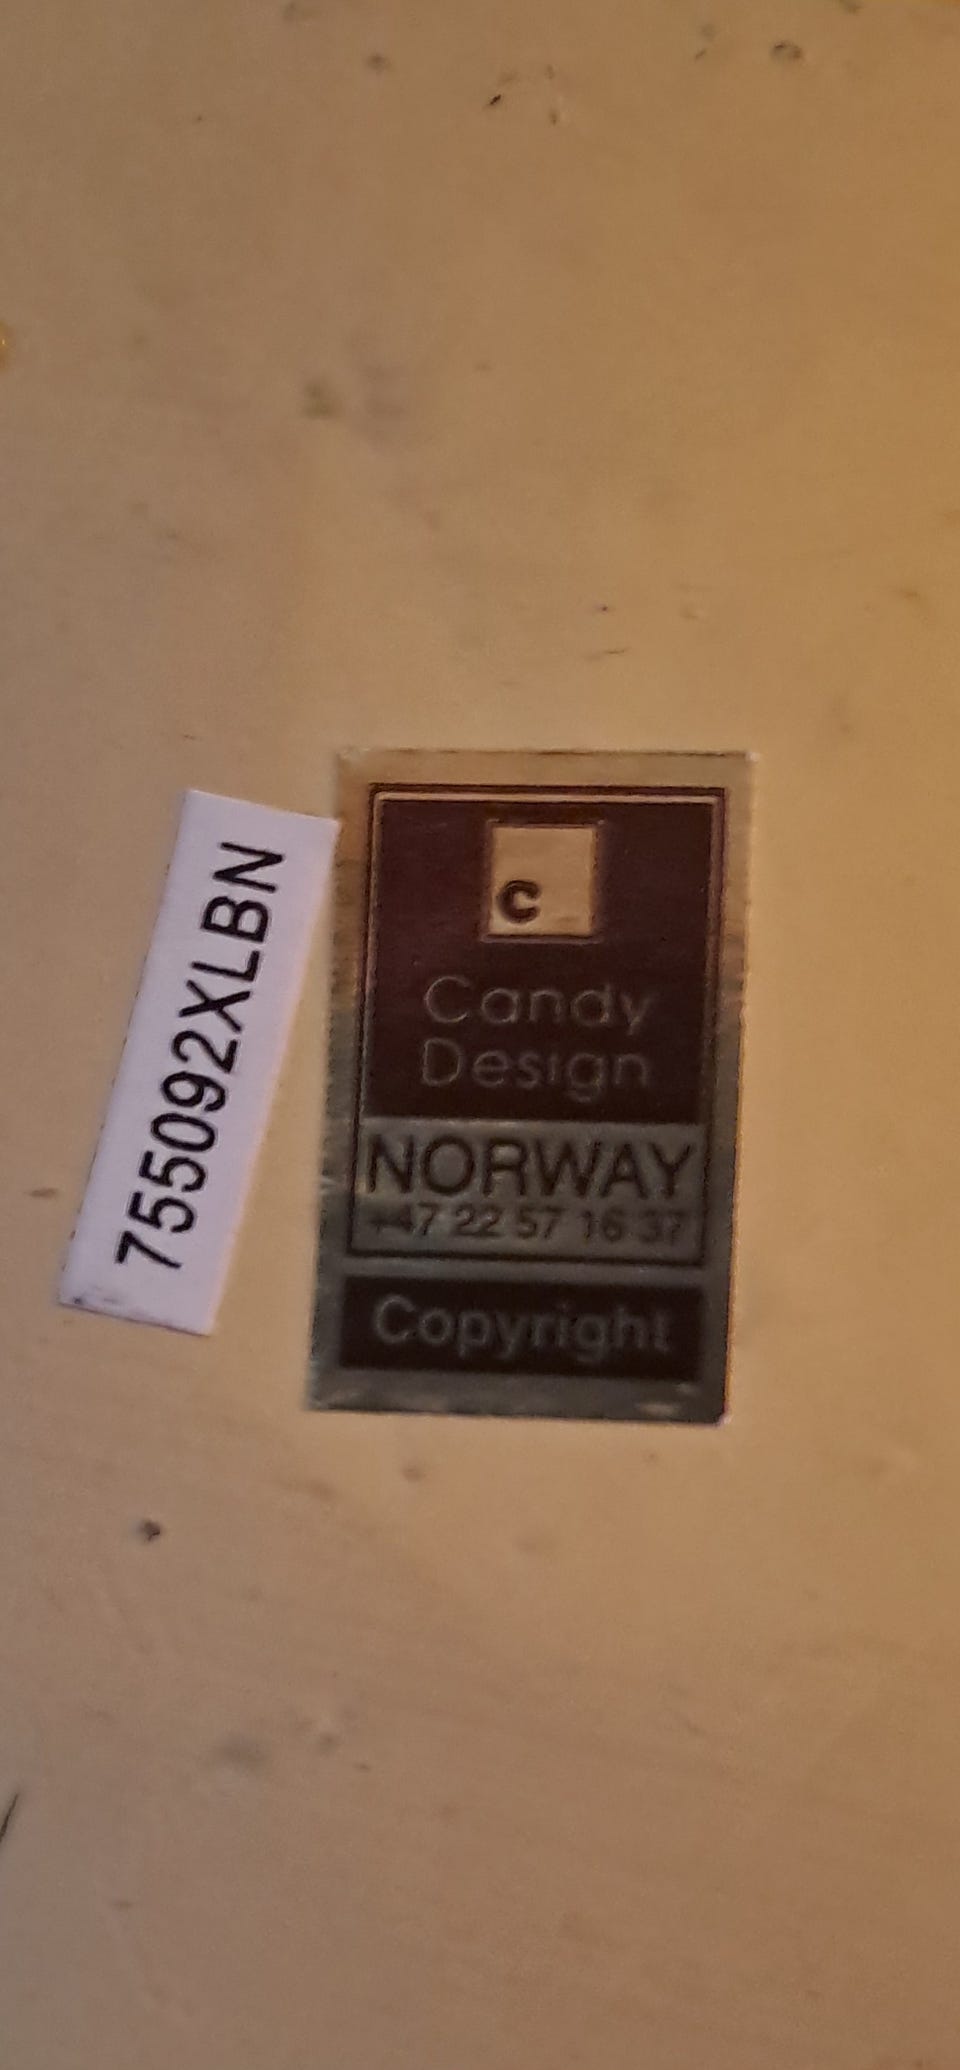 755092XLBN
C
Candy
Design
NORWAY
+47 22 57 16 37
Copyright